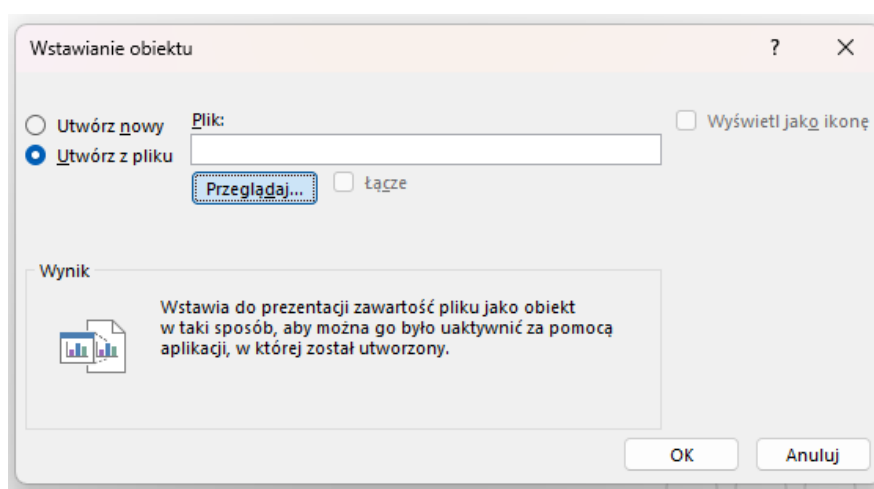 Wstawianie obiektu
?
Utwórz nowy
Utwórz z pliku
Plik:
Przeglądaj...
Łącze
Wyświetl jako ikonę
Wynik
Wstawia do prezentacji zawartość pliku jako obiekt
w taki sposób, aby można go było uaktywnić za pomocą
aplikacji, w której został utworzony.
OK
Anuluj